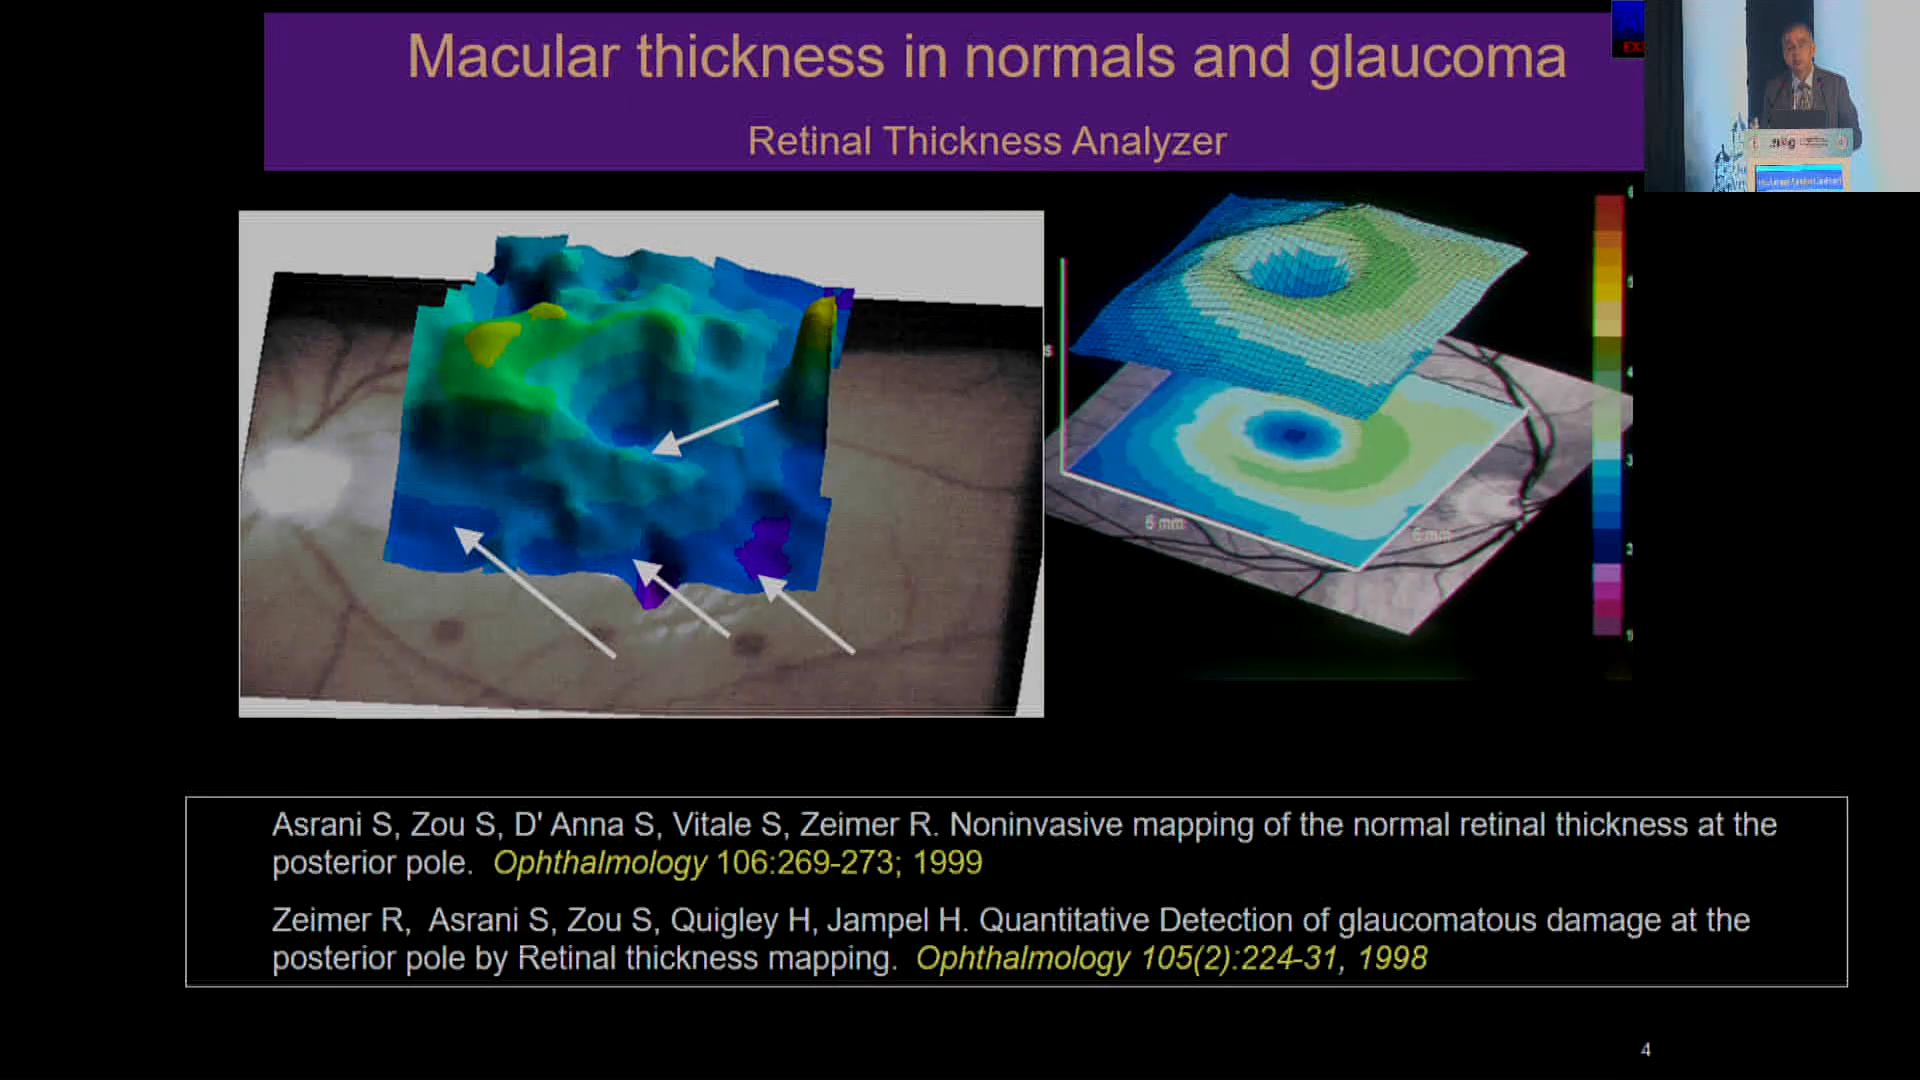 Macular thickness in normals and glaucoma
Retinal Thickness Analyzer
6 mm
6 mm
Asrani S, Zou S, D' Anna S, Vitale S, Zeimer R. Noninvasive mapping of the normal retinal thickness at the
posterior pole. Ophthalmology 106:269-273; 1999
Zeimer R, Asrani S, Zou S, Quigley H, Jampel H. Quantitative Detection of glaucomatous damage at the
posterior pole by Retinal thickness mapping. Ophthalmology 105(2):224-31, 1998
4